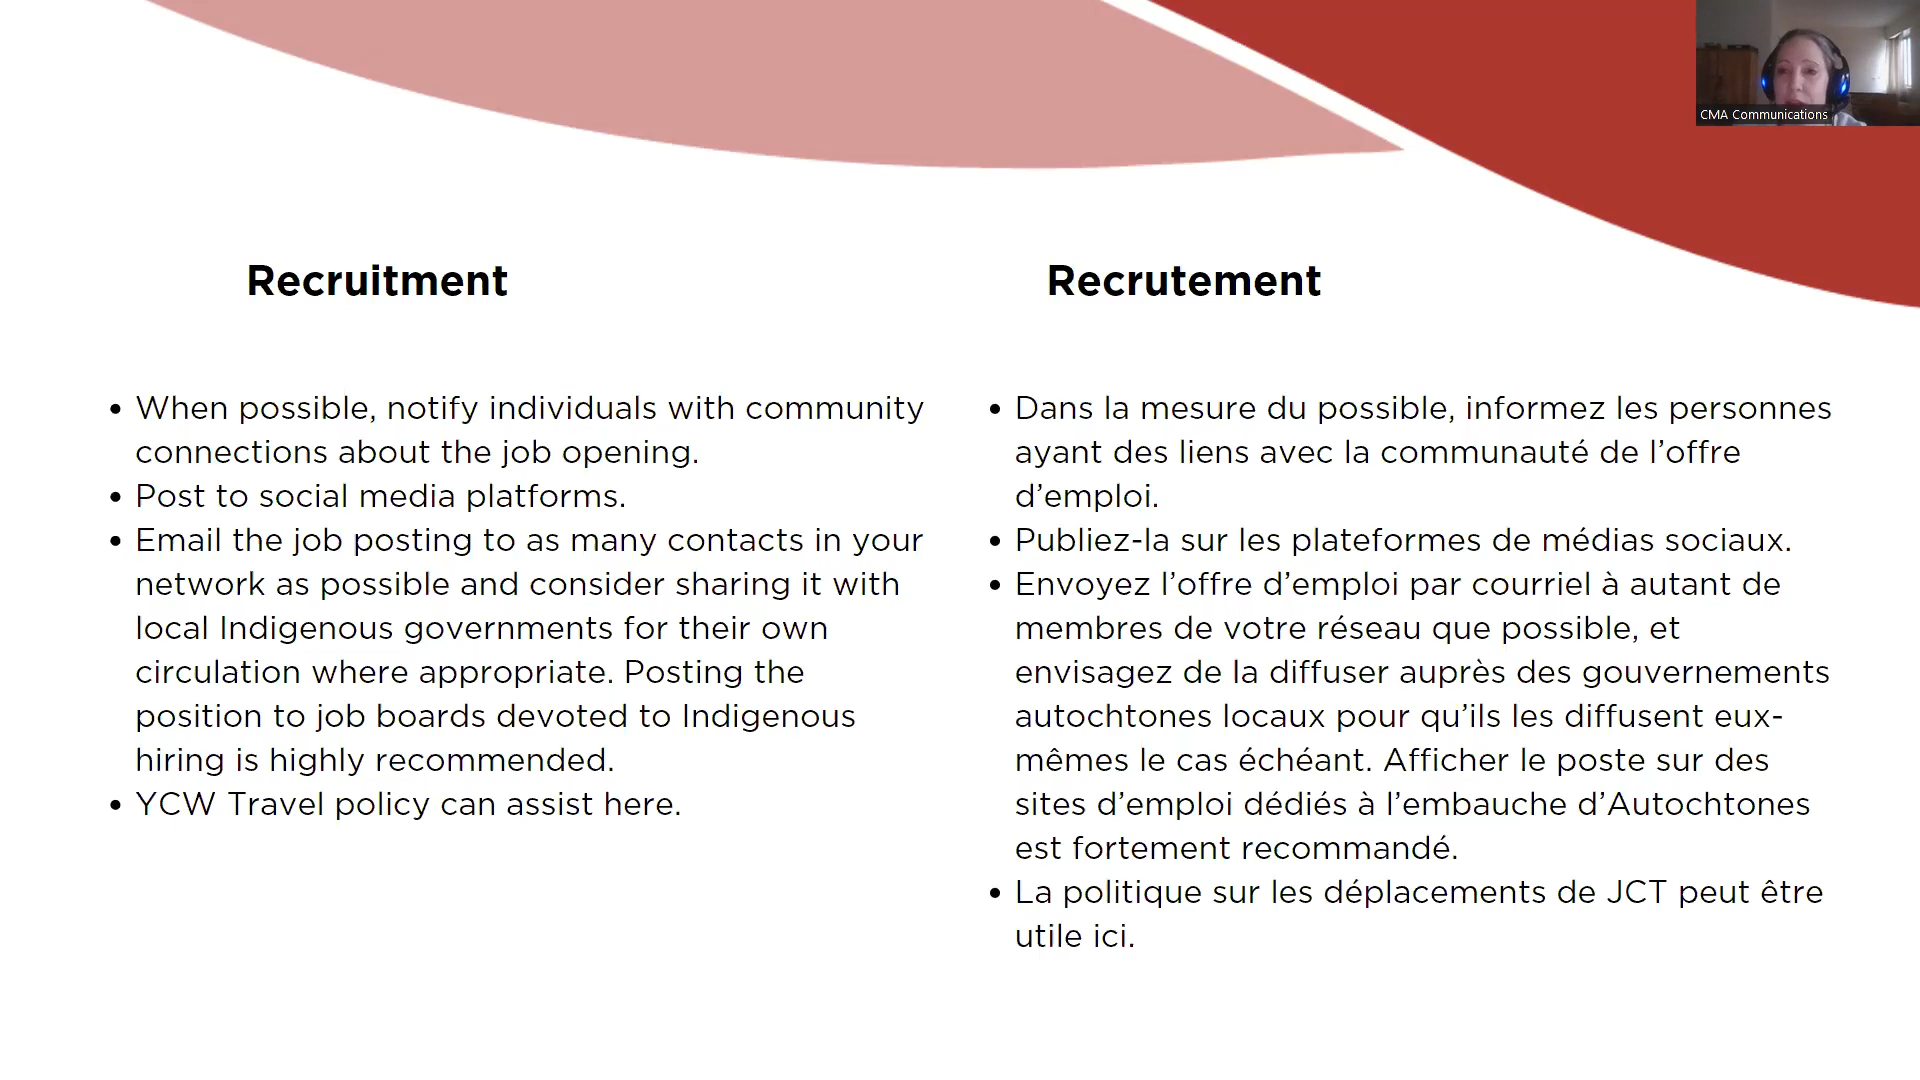 CMA Communications
Recruitment
When possible, notify individuals with community
connections about the job opening.
Post to social media platforms.
Email the job posting to as many contacts in your
network as possible and consider sharing it with
local Indigenous governments for their own
circulation where appropriate. Posting the
position to job boards devoted to Indigenous
hiring is highly recommended.
YCW Travel policy can assist here.
Recrutement
Dans la mesure du possible, informez les personnes
ayant des liens avec la communauté de l’offre
d’emploi.
Publiez-la sur les plateformes de médias sociaux.
Envoyez l’offre d’emploi par courriel à autant de
membres de votre réseau que possible, et
envisagez de la diffuser auprès des gouvernements
autochtones locaux pour qu’ils les diffusent eux-
mêmes le cas échéant. Afficher le poste sur des
sites d’emploi dédiés à l’embauche d’Autochtones
est fortement recommandé.
La politique sur les déplacements de JCT peut être
utile ici.